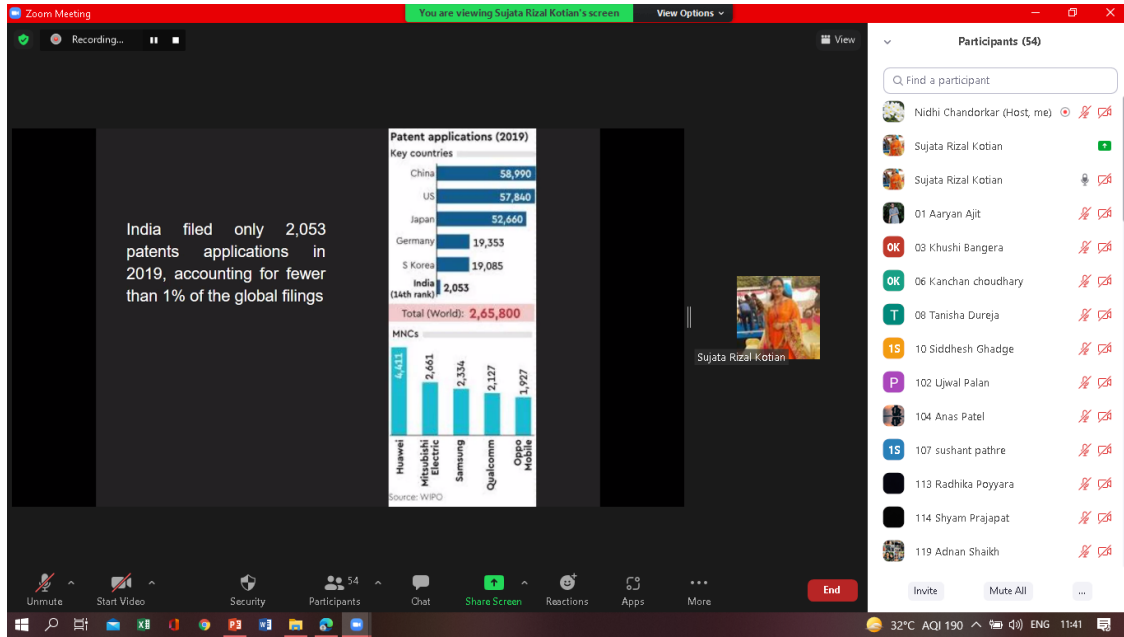 Zoom Meeting
You are viewing Sujata Rizal Kotian's screen
View Options
Recording...
View
India filed only 2,053
patents applications in
2019, accounting for fewer
than 1% of the global filings
Patent applications (2019)
Key countries
China 58,990
US 57,840
Japan 52,660
Germany 19,353
S Korea 19,085
India
(14th rank) 2,053
Total (World): 2,65,800
MNCs
4,411
2,661
2,334
2,127
1,927
Huawei
Mitsubishi
Electric
Samsung
Qualcomm
Oppo
Mobile
Source: WIPO
Sujata Rizal Kotian
Participants (54)
Find a participant
Nidhi Chandorkar (Host, me)
Sujata Rizal Kotian
Sujata Rizal Kotian
01 Aaryan Ajit
OK 03 Khushi Bangera
OK 06 Kanchan choudhary
T 08 Tanisha Dureja
1S 10 Siddhesh Ghadge
P 102 Ujwal Palan
104 Anas Patel
1S 107 sushant pathre
113 Radhika Poyyara
114 Shyam Prajapat
119 Adnan Shaikh
Invite
Mute All
...
Unmute
Start Video
Security
54
Participants
Chat
Share Screen
Reactions
Apps
More
End
32°C AQI 190
ENG
11:41